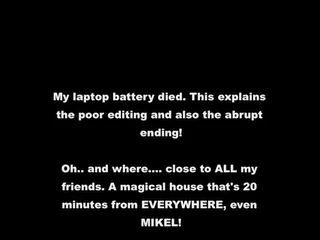 My laptop battery died. This explains
the poor editing and also the abrupt
ending!
Oh.. and where.... close to ALL my
friends. A magical house that's 20
minutes from EVERYWHERE, even
MIKEL!